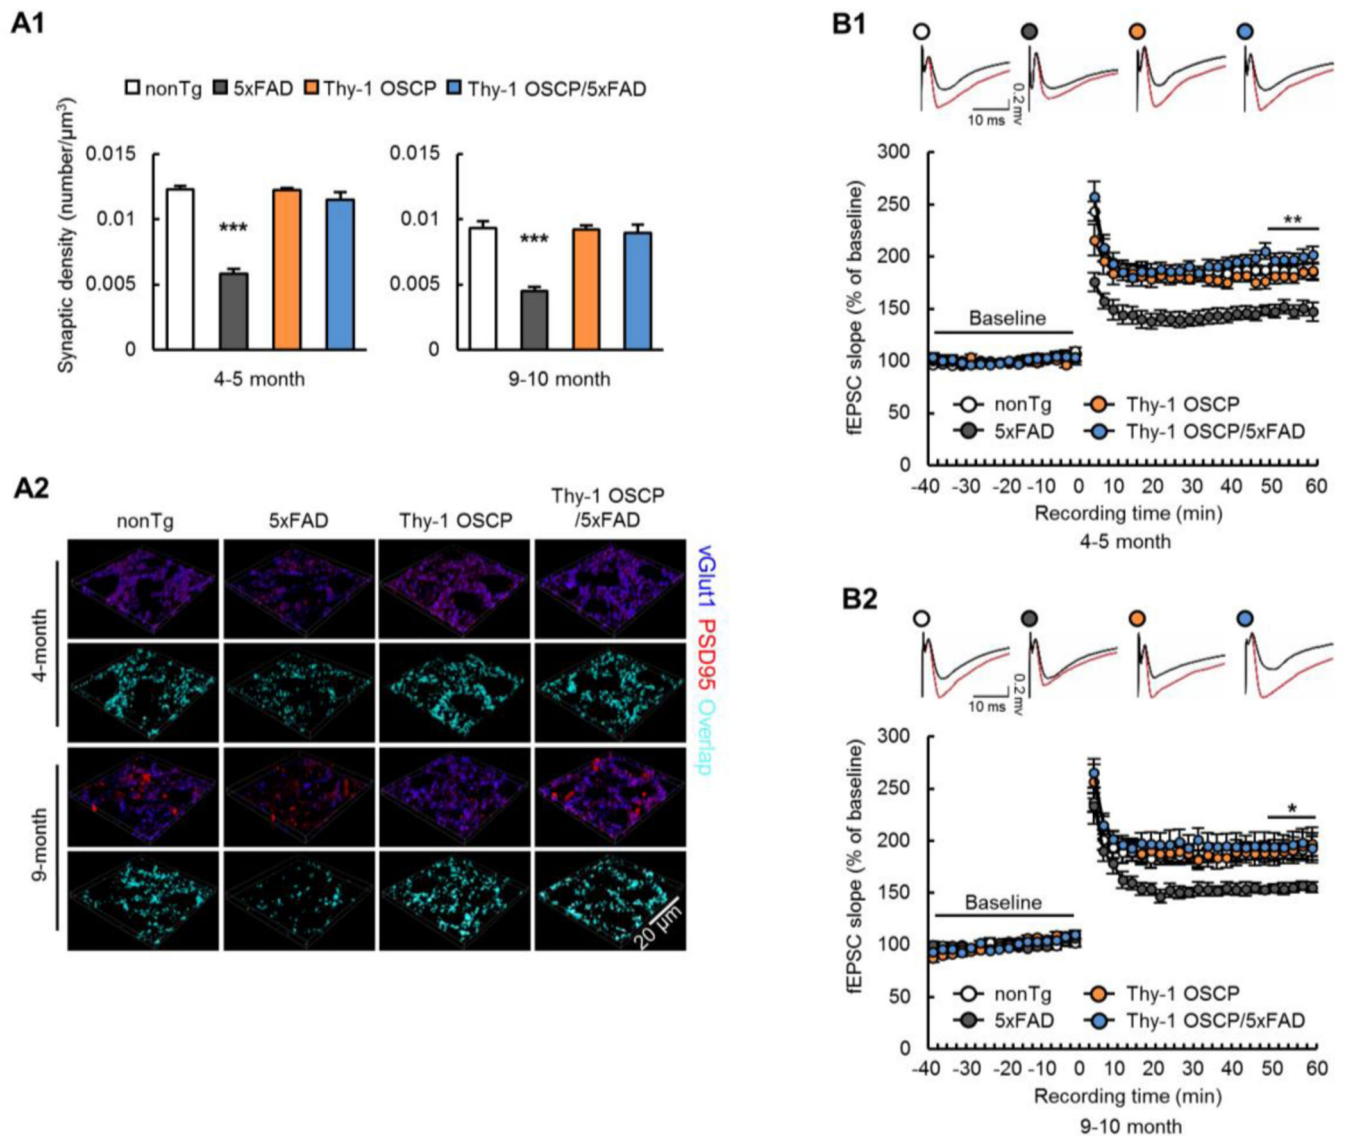 A1
nonTg 5xFAD Thy-1 OSCP Thy-1 OSCP/5xFAD
Synaptic density (number/µm³)
0.015
0.01
0.005
0
***
4-5 month
0.015
0.01
0.005
0
***
9-10 month
A2
nonTg
5xFAD
Thy-1 OSCP
Thy-1 OSCP
/5xFAD
4-month
9-month
vGlut1 PSD95 Overlap
20 µm
B1
10 ms
0.2 mv
fEPSC slope (% of baseline)
300
250
200
150
100
50
0
**
Baseline
nonTg Thy-1 OSCP
5xFAD Thy-1 OSCP/5xFAD
-40 -30 -20 -10 0 10 20 30 40 50 60
Recording time (min)
4-5 month
B2
10 ms
0.2 mv
fEPSC slope (% of baseline)
300
250
200
150
100
50
0
*
Baseline
nonTg Thy-1 OSCP
5xFAD Thy-1 OSCP/5xFAD
-40 -30 -20 -10 0 10 20 30 40 50 60
Recording time (min)
9-10 month